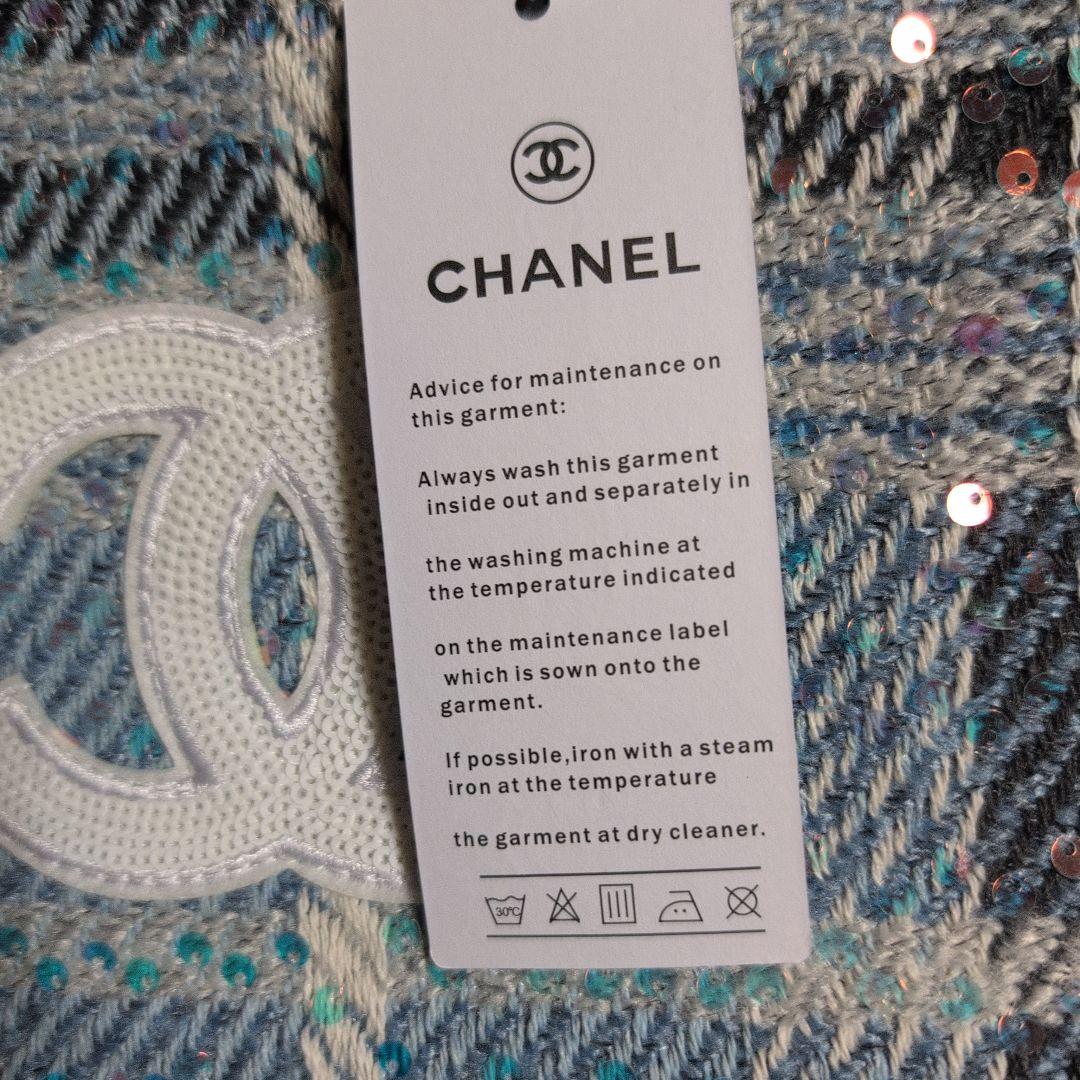 CHANEL
Advice for maintenance on
this garment:
Always wash this garment
inside out and separately in
the washing machine at
the temperature indicated
on the maintenance label
which is sown onto the
garment.
If possible,iron with a steam
iron at the temperature
the garment at dry cleaner.
30°C